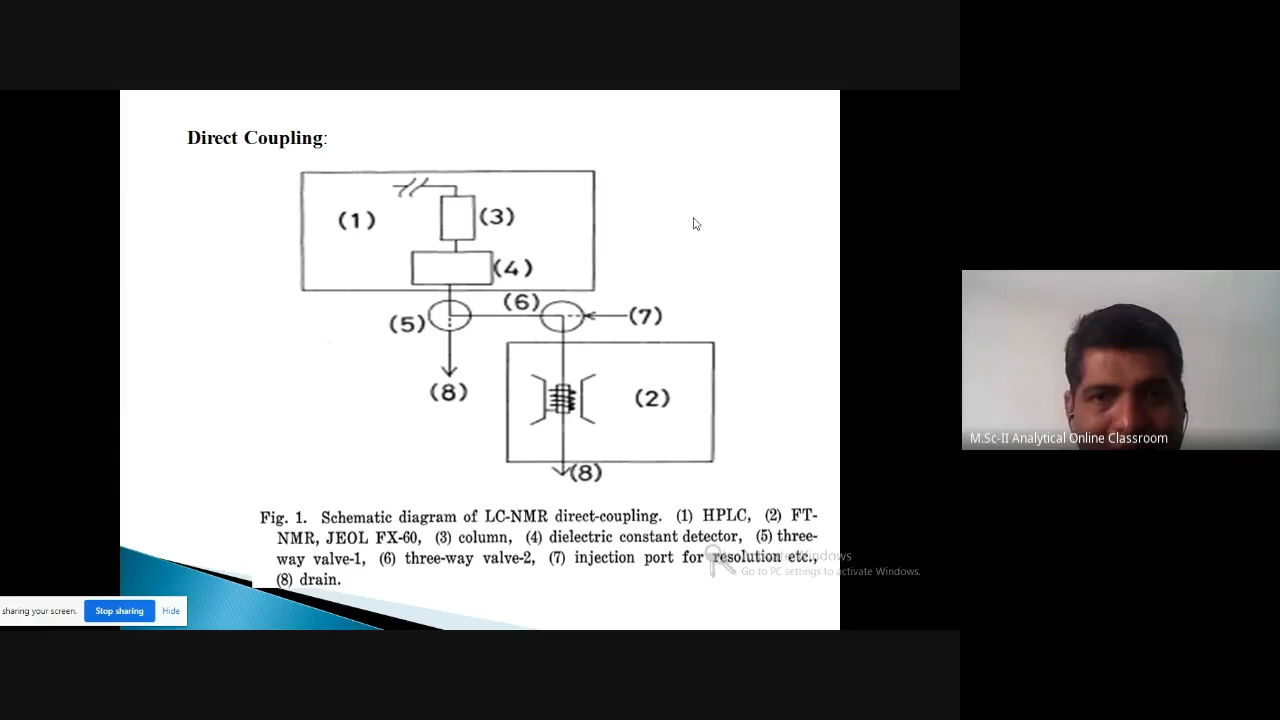 Direct Coupling:
(1)
(3)
(4)
(6)
(5)
(7)
(8)
(2)
(8)
Fig. 1. Schematic diagram of LC-NMR direct-coupling. (1) HPLC, (2) FT-
NMR, JEOL FX-60, (3) column, (4) dielectric constant detector, (5) three-
way valve-1, (6) three-way valve-2, (7) injection port for resolution etc.,
(8) drain.
Activate Windows
Go to PC settings to activate Windows.
sharing your screen.
Stop sharing
Hide
M.Sc-II Analytical Online Classroom